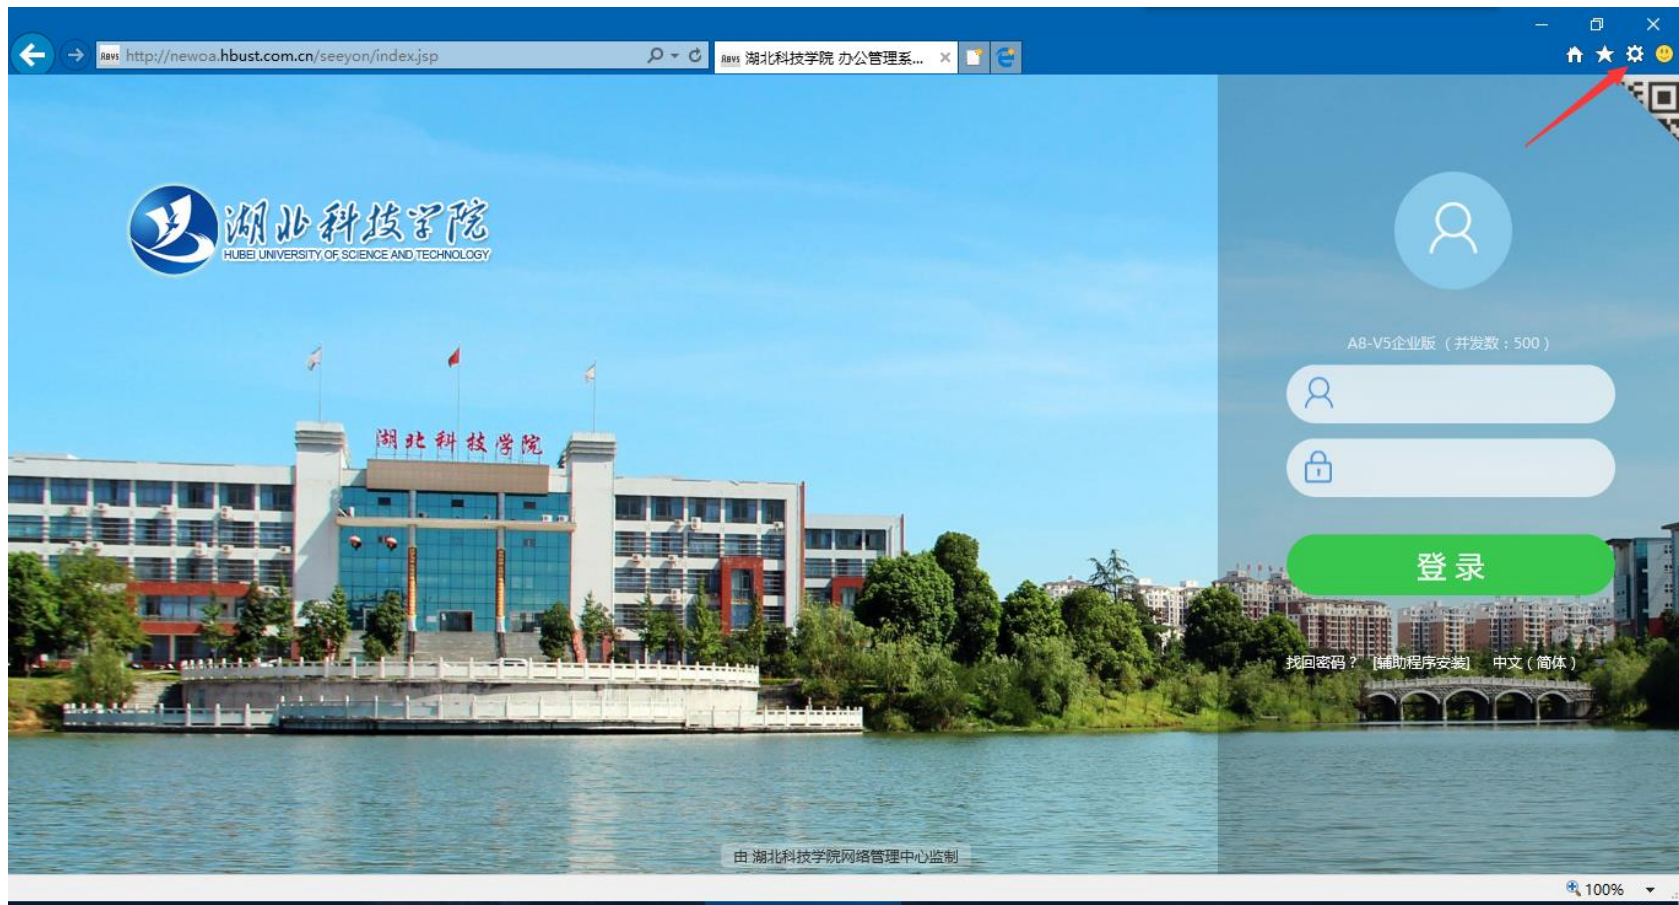 http://newoa.hbust.com.cn/seeyon/index.jsp
湖北科技学院 办公管理系...
湖北科技学院
HUBEI UNIVERSITY OF SCIENCE AND TECHNOLOGY
A8-V5企业版（并发数：500）
湖北科技学院
登录
找回密码？ [辅助程序安装] 中文（简体）
由 湖北科技学院网络管理中心监制
100%